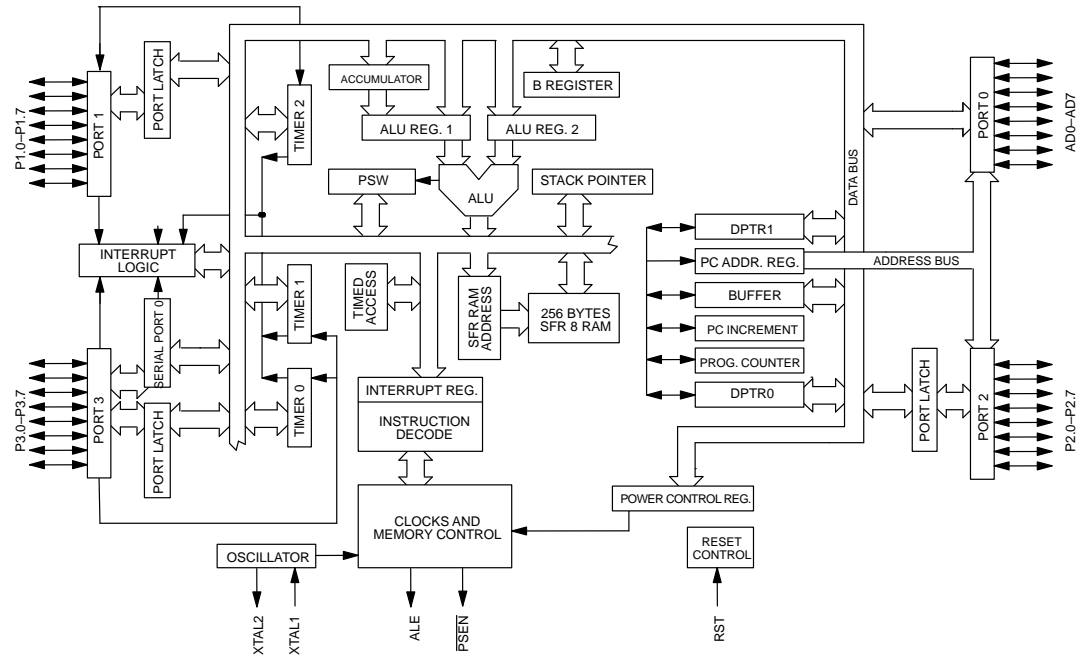 P1.0–P1.7
PORT 1
PORT LATCH
TIMER 2
ACCUMULATOR
B REGISTER
ALU REG. 1
ALU REG. 2
PSW
ALU
STACK POINTER
DATA BUS
PORT 0
AD0–AD7
INTERRUPT
LOGIC
DPTR1
PC ADDR. REG.
ADDRESS BUS
BUFFER
PC INCREMENT
PROG. COUNTER
DPTR0
TIMER 1
TIMED
ACCESS
SFR RAM
ADDRESS
256 BYTES
SFR 8 RAM
SERIAL PORT 0
P3.0–P3.7
PORT 3
PORT LATCH
TIMER 0
INTERRUPT REG.
INSTRUCTION
DECODE
PORT LATCH
PORT 2
P2.0–P2.7
CLOCKS AND
MEMORY CONTROL
POWER CONTROL REG.
OSCILLATOR
RESET
CONTROL
XTAL2
XTAL1
ALE
PSEN
RST